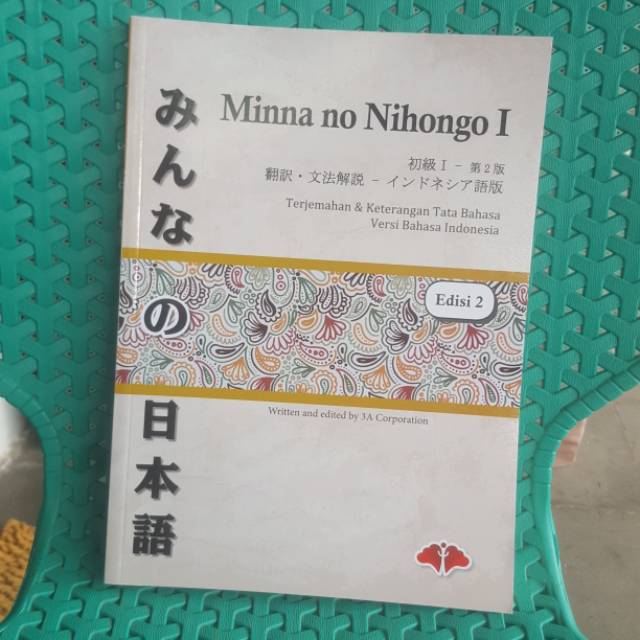 みんなの日本語
Minna no Nihongo I
初級 I - 第2版
翻訳・文法解説 - インドネシア語版
Terjemahan & Keterangan Tata Bahasa
Versi Bahasa Indonesia
Edisi 2
Written and edited by 3A Corporation